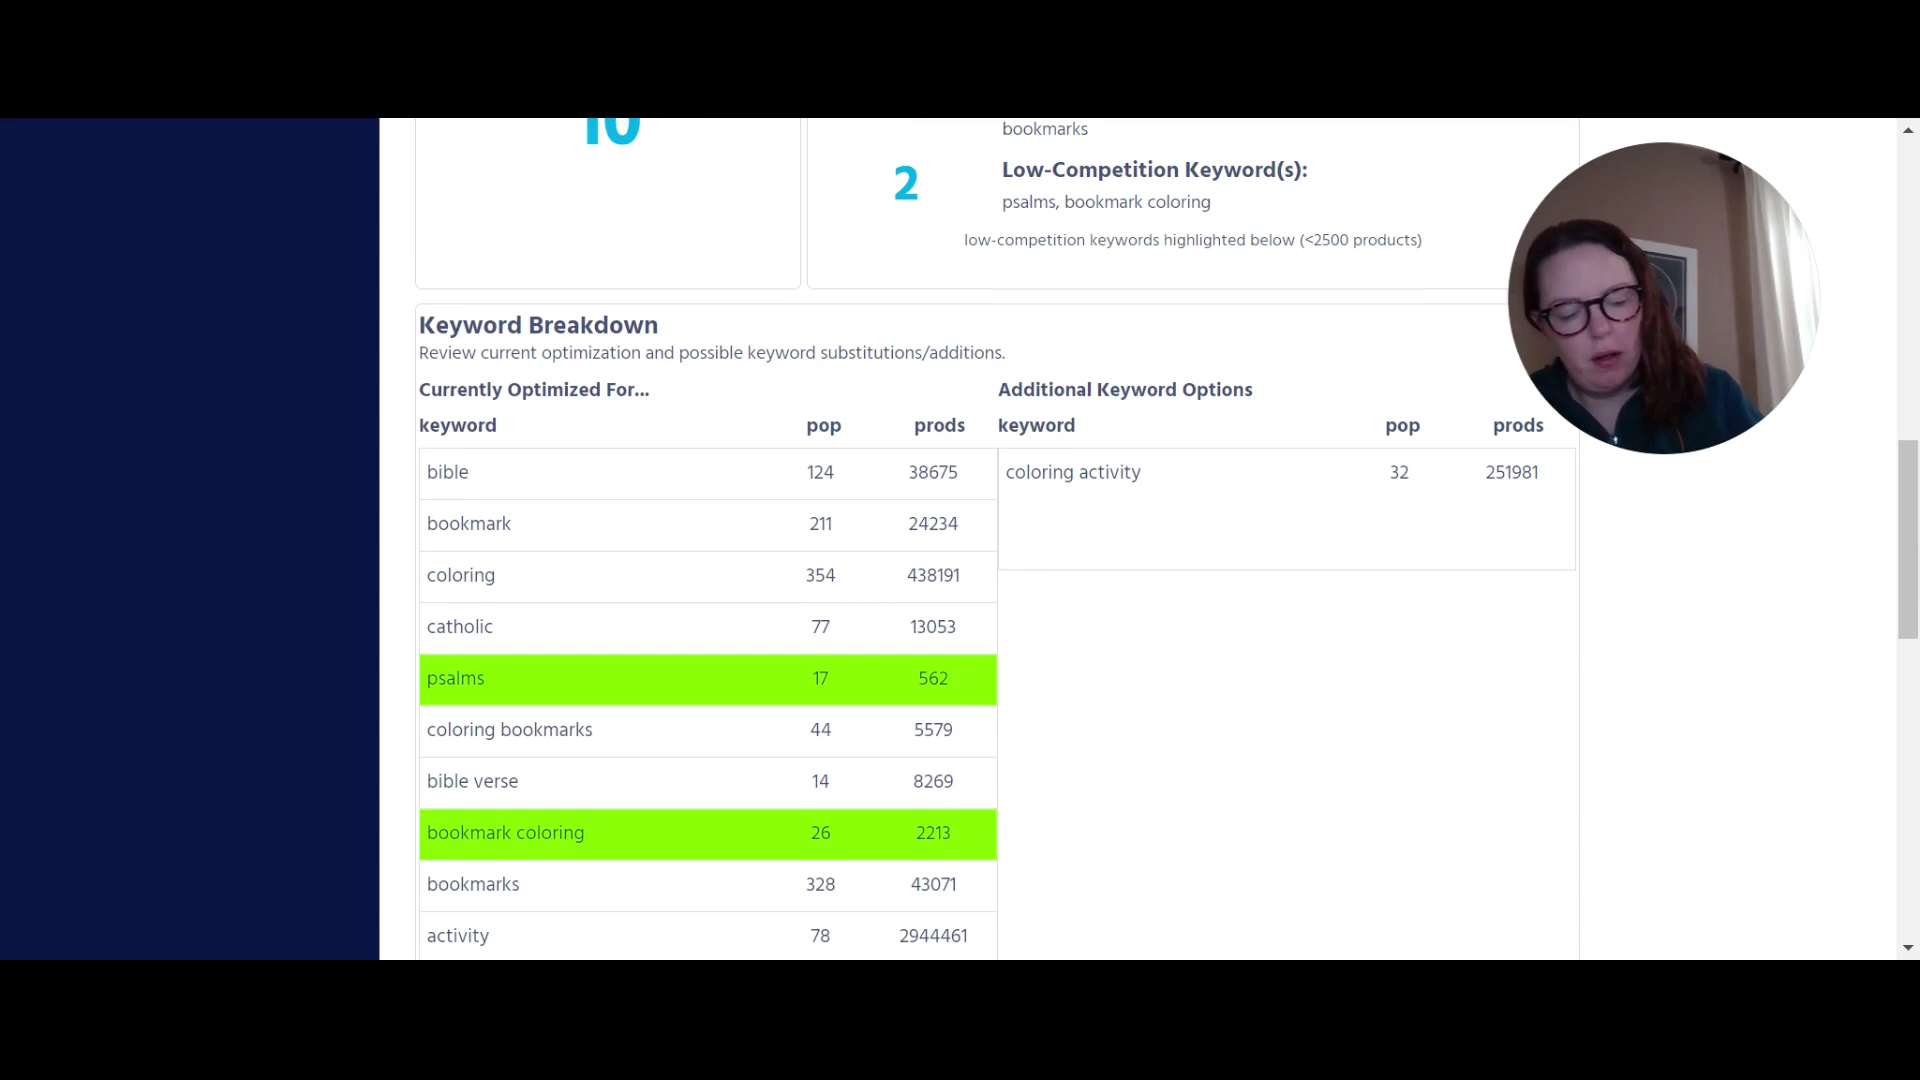 10
bookmarks
2
Low-Competition Keyword(s):
psalms, bookmark coloring
low-competition keywords highlighted below (<2500 products)
Keyword Breakdown
Review current optimization and possible keyword substitutions/additions.
Currently Optimized For...
keyword pop prods
bible 124 38675
bookmark 211 24234
coloring 354 438191
catholic 77 13053
psalms 17 562
coloring bookmarks 44 5579
bible verse 14 8269
bookmark coloring 26 2213
bookmarks 328 43071
activity 78 2944461
Additional Keyword Options
keyword pop prods
coloring activity 32 251981